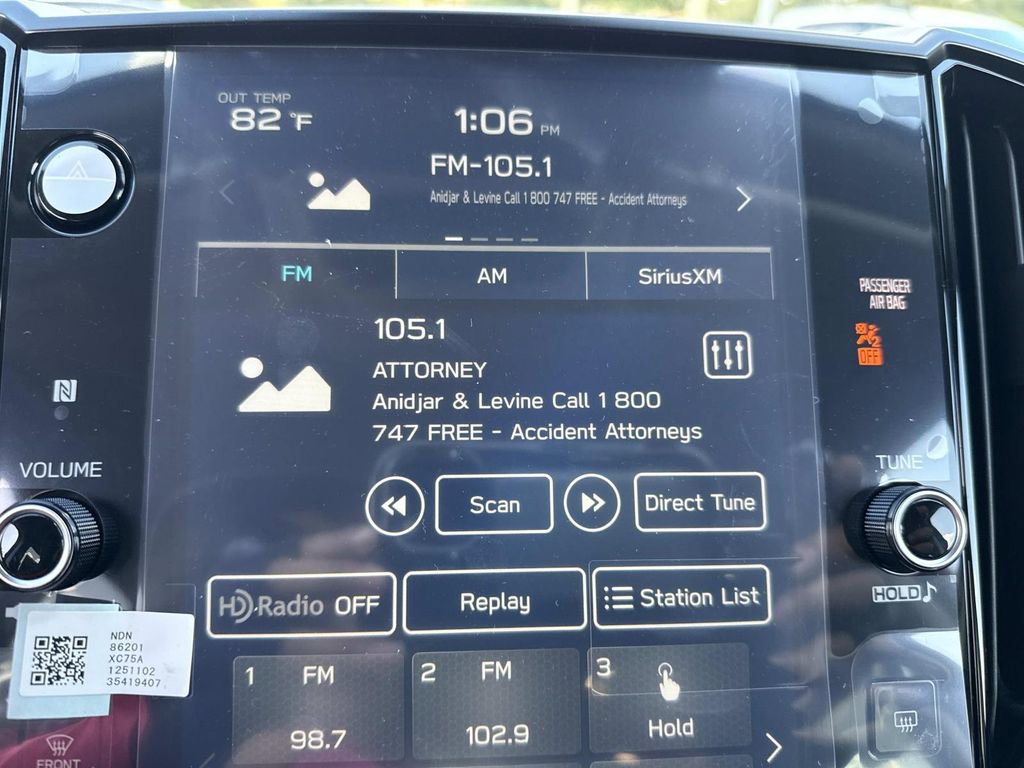 OUT TEMP
82 °F
1:06 PM
FM-105.1
Anidjar & Levine Call 1 800 747 FREE - Accident Attorneys
FM
AM
SiriusXM
PASSENGER
AIR BAG
2
OFF
105.1
ATTORNEY
Anidjar & Levine Call 1 800
747 FREE - Accident Attorneys
N
VOLUME
TUNE
Scan
Direct Tune
HOLD
HD Radio OFF
Replay
Station List
NDN
86201
XC75A
1251102
35419407
1 FM
98.7
2 FM
102.9
3
Hold
FRONT